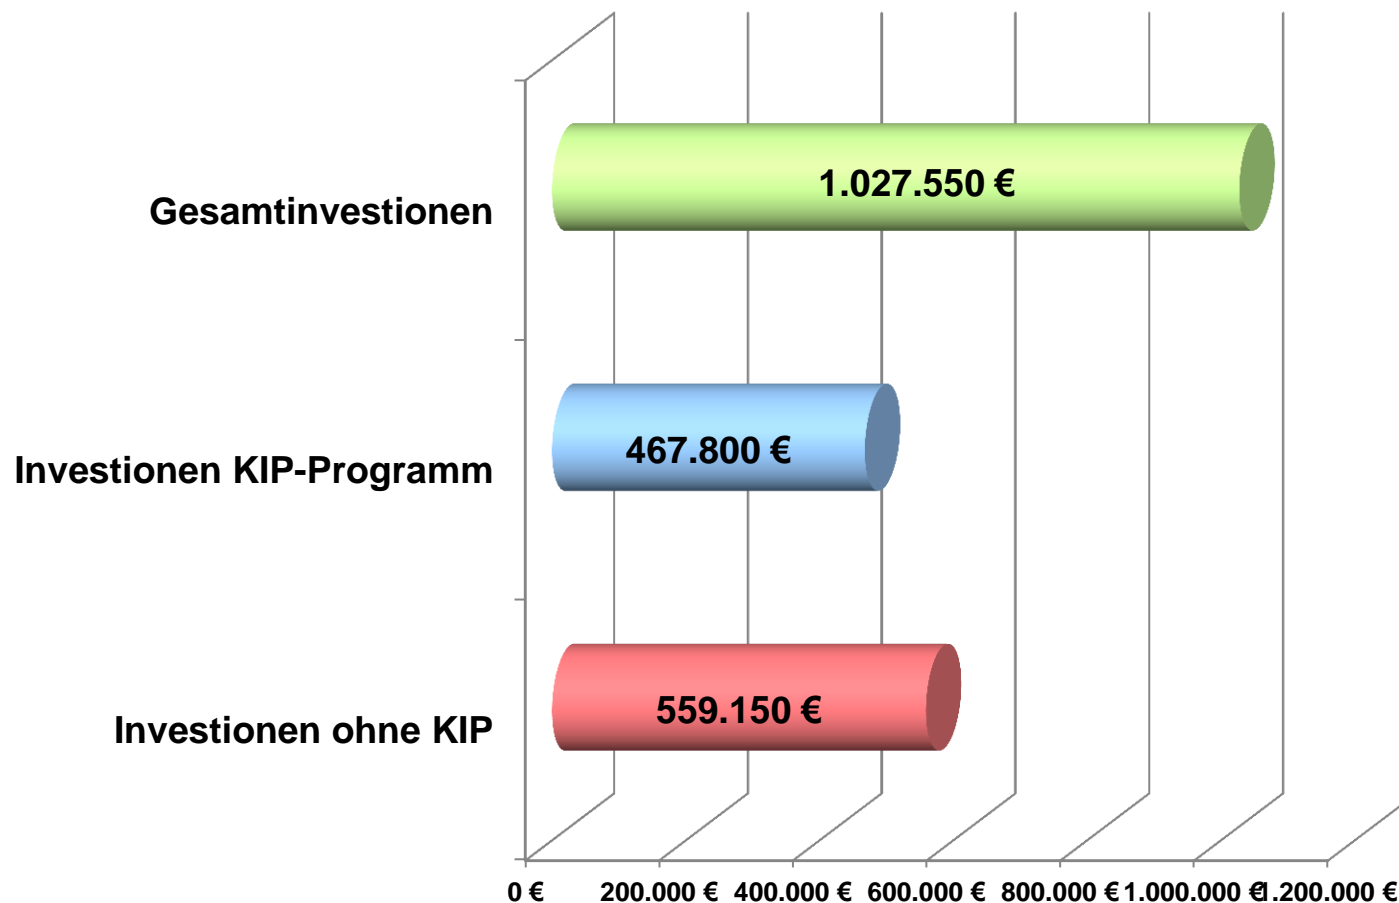 1.027.550 €
Gesamtinvestionen
467.800 €
Investionen KIP-Programm
559.150 €
Investionen ohne KIP
0 € 200.000 € 400.000 € 600.000 € 800.000 € 1.000.000 € 1.200.000 €